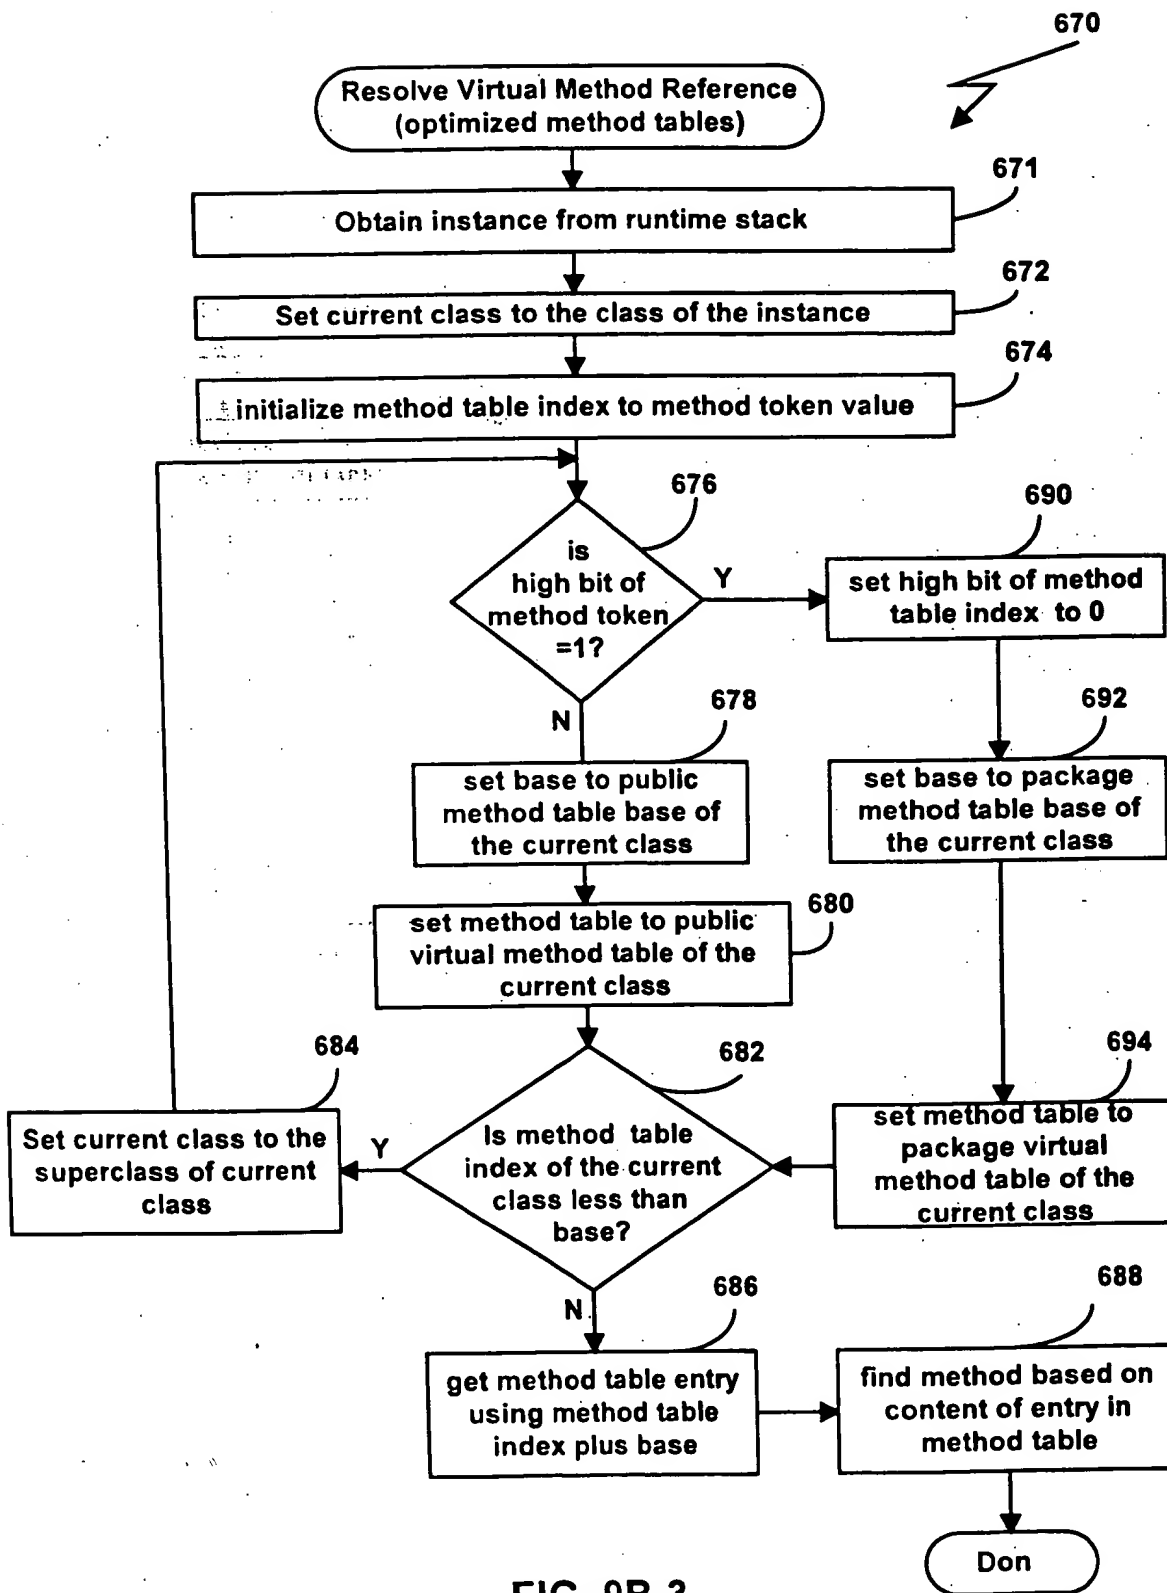 670
Resolve Virtual Method Reference
(optimized method tables)
671
Obtain instance from runtime stack
672
Set current class to the class of the instance
674
initialize method table index to method token value
676
is
high bit of
method token
=1?
Y
690
set high bit of method
table index to 0
N
678
set base to public
method table base of
the current class
692
set base to package
method table base of
the current class
680
set method table to public
virtual method table of the
current class
684
Set current class to the
superclass of current
class
Y
682
Is method table
index of the current
class less than
base?
694
set method table to
package virtual
method table of the
current class
N
686
get method table entry
using method table
index plus base
688
find method based on
content of entry in
method table
Don
FIG. 9B-3